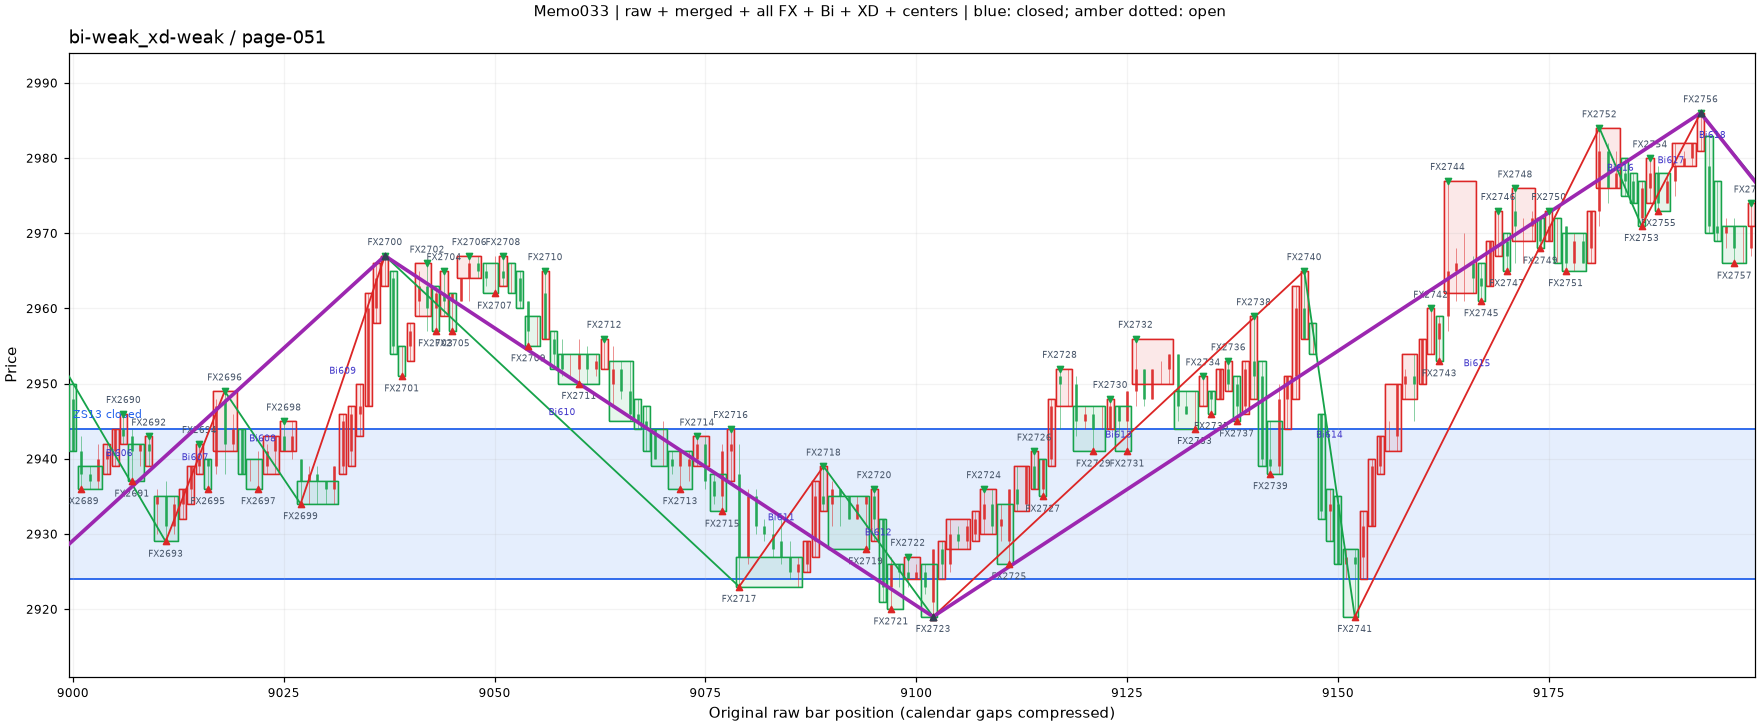 Memo033 | raw + merged + all FX + Bi + XD + centers | blue: closed; amber dotted: open
bi-weak_xd-weak / page-051
Price
2990
2980
2970
2960
2950
2940
2930
2920
9000
9025
9050
9075
9100
9125
9150
9175
Original raw bar position (calendar gaps compressed)
ZS13 closed
FX2690
FX2691
FX2692
FX2693
FX2695
FX2696
FX2697
FX2698
FX2699
FX2700
FX2701
FX2702
FX2704
FX2705
FX2706
FX2707
FX2708
FX2709
FX2710
FX2711
FX2712
FX2713
FX2714
FX2715
FX2716
FX2717
FX2718
FX2719
FX2720
FX2721
FX2722
FX2723
FX2724
FX2725
FX2726
FX2727
FX2728
FX2729
FX2730
FX2731
FX2732
FX2734
FX2736
FX2737
FX2738
FX2739
FX2740
FX2741
FX2742
FX2743
FX2744
FX2745
FX2746
FX2747
FX2748
FX2749
FX2750
FX2751
FX2752
FX2753
FX2754
FX2755
FX2756
FX2757
Bi606
Bi607
Bi608
Bi609
Bi610
Bi611
Bi612
Bi613
Bi614
Bi615
Bi616
Bi617
Bi618